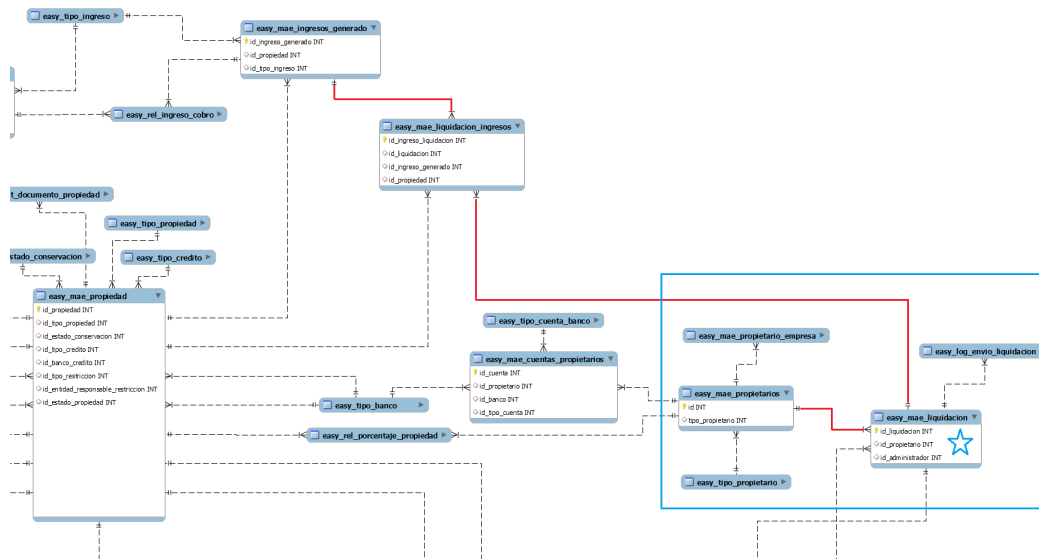 easy_tipo_ingreso
easy_mae_ingresos_generado
id_ingreso_generado INT
id_propiedad INT
id_tipo_ingreso INT
easy_rel_ingreso_cobro
easy_mae_liquidacion_ingresos
id_ingreso_liquidacion INT
id_liquidacion INT
id_ingreso_generado INT
id_propiedad INT
t_documento_propiedad
easy_tipo_propiedad
stado_conservacion
easy_tipo_credito
easy_mae_propiedad
id_propiedad INT
id_tipo_propiedad INT
id_estado_conservacion INT
id_tipo_credito INT
id_banco_credito INT
id_tipo_restriccion INT
id_entidad_responsable_restriccion INT
id_estado_propiedad INT
easy_tipo_cuenta_banco
easy_mae_cuentas_propietarios
id_cuenta INT
id_propietario INT
id_banco INT
id_tipo_cuenta INT
easy_tipo_banco
easy_rel_porcentaje_propiedad
easy_mae_propietario_empresa
easy_log_envio_liquidacion
easy_mae_propietarios
id INT
tipo_propietario INT
easy_mae_liquidacion
id_liquidacion INT
id_propietario INT
id_administrador INT
easy_tipo_propietario